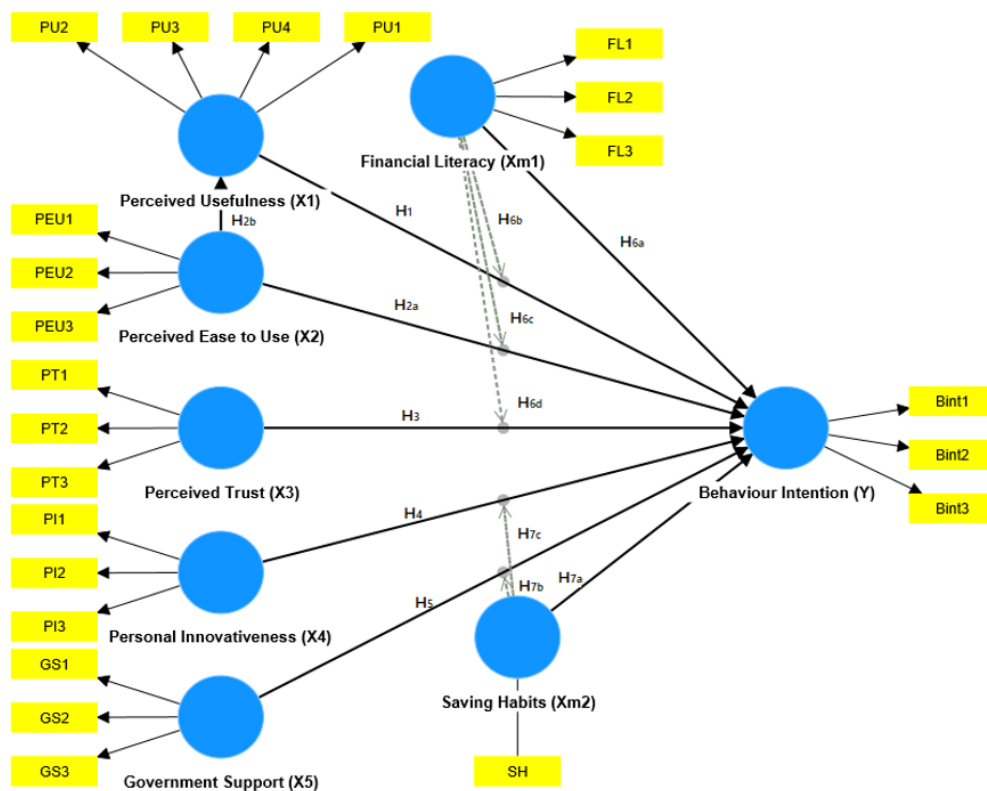 PU2
PU3
PU4
PU1
FL1
FL2
FL3
Financial Literacy (Xm1)
Perceived Usefulness (X1)
H2b
H1
H6b
H6a
PEU1
PEU2
PEU3
H2a
H6c
Perceived Ease to Use (X2)
PT1
PT2
PT3
H3
H6d
Perceived Trust (X3)
Bint1
Bint2
Bint3
Behaviour Intention (Y)
PI1
PI2
PI3
H4
H7c
H7a
H7b
H5
Personal Innovativeness (X4)
GS1
GS2
GS3
Saving Habits (Xm2)
SH
Government Support (X5)